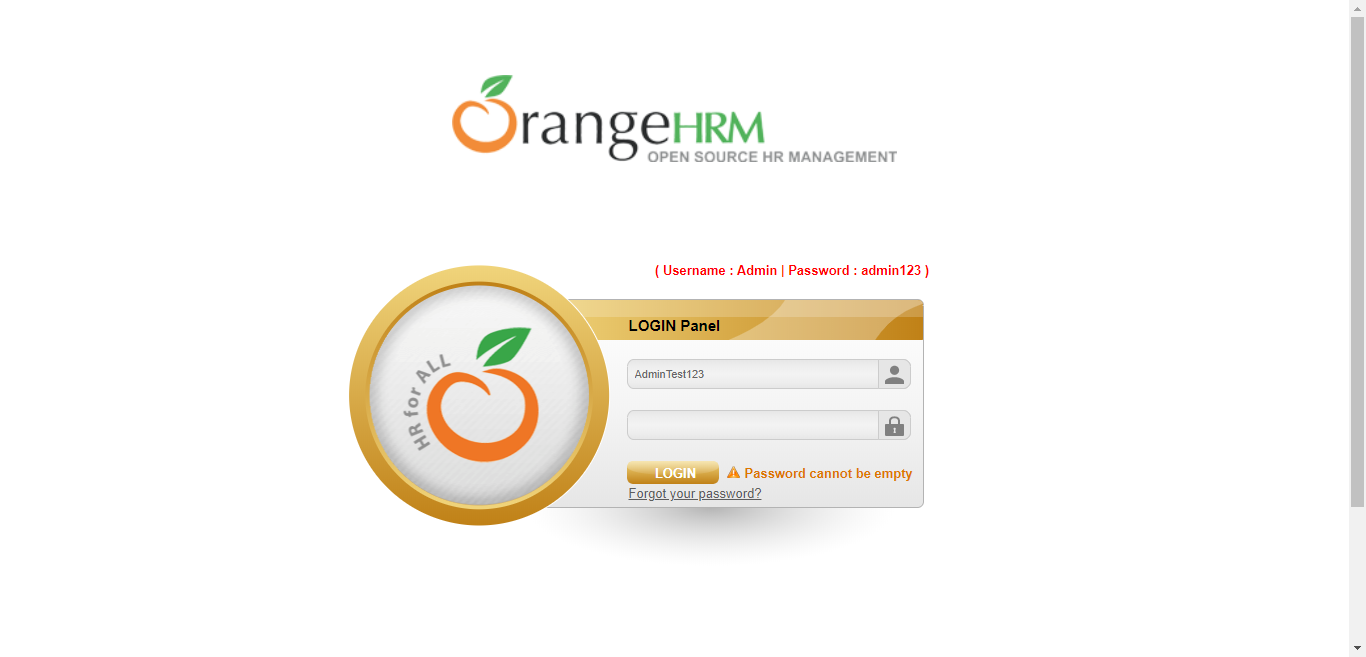 OrangeHRM
OPEN SOURCE HR MANAGEMENT
( Username : Admin | Password : admin123 )
LOGIN Panel
HR for ALL
AdminTest123
LOGIN
Password cannot be empty
Forgot your password?